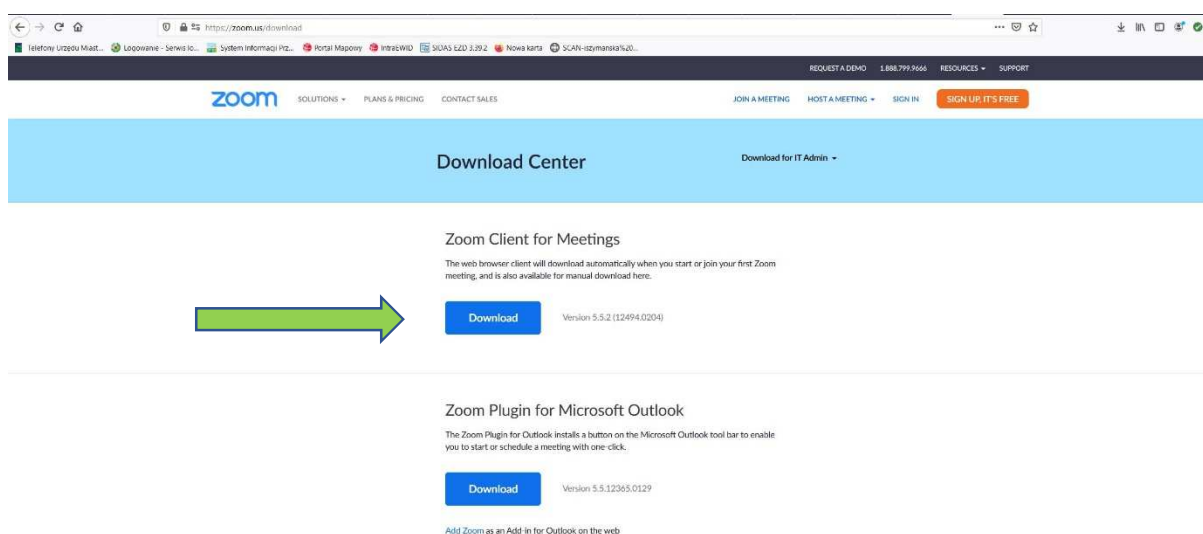 https://zoom.us/download
Telefony Urzędu Miast... Logowanie - Serwis Io... System Informacji Prz... Portal Mapowy IntraEWID SIDAS EZD 3.39.2 Nowa karta SCAN-iszymanska%20...
REQUEST A DEMO 1.888.799.9666 RESOURCES SUPPORT
zoom SOLUTIONS PLANS & PRICING CONTACT SALES JOIN A MEETING HOST A MEETING SIGN IN SIGN UP, IT'S FREE
Download Center Download for IT Admin
Zoom Client for Meetings
The web browser client will download automatically when you start or join your first Zoom
meeting, and is also available for manual download here.
Download Version 5.5.2 (12494.0204)
Zoom Plugin for Microsoft Outlook
The Zoom Plugin for Outlook installs a button on the Microsoft Outlook tool bar to enable
you to start or schedule a meeting with one-click.
Download Version 5.5.12365.0129
Add Zoom as an Add-in for Outlook on the web